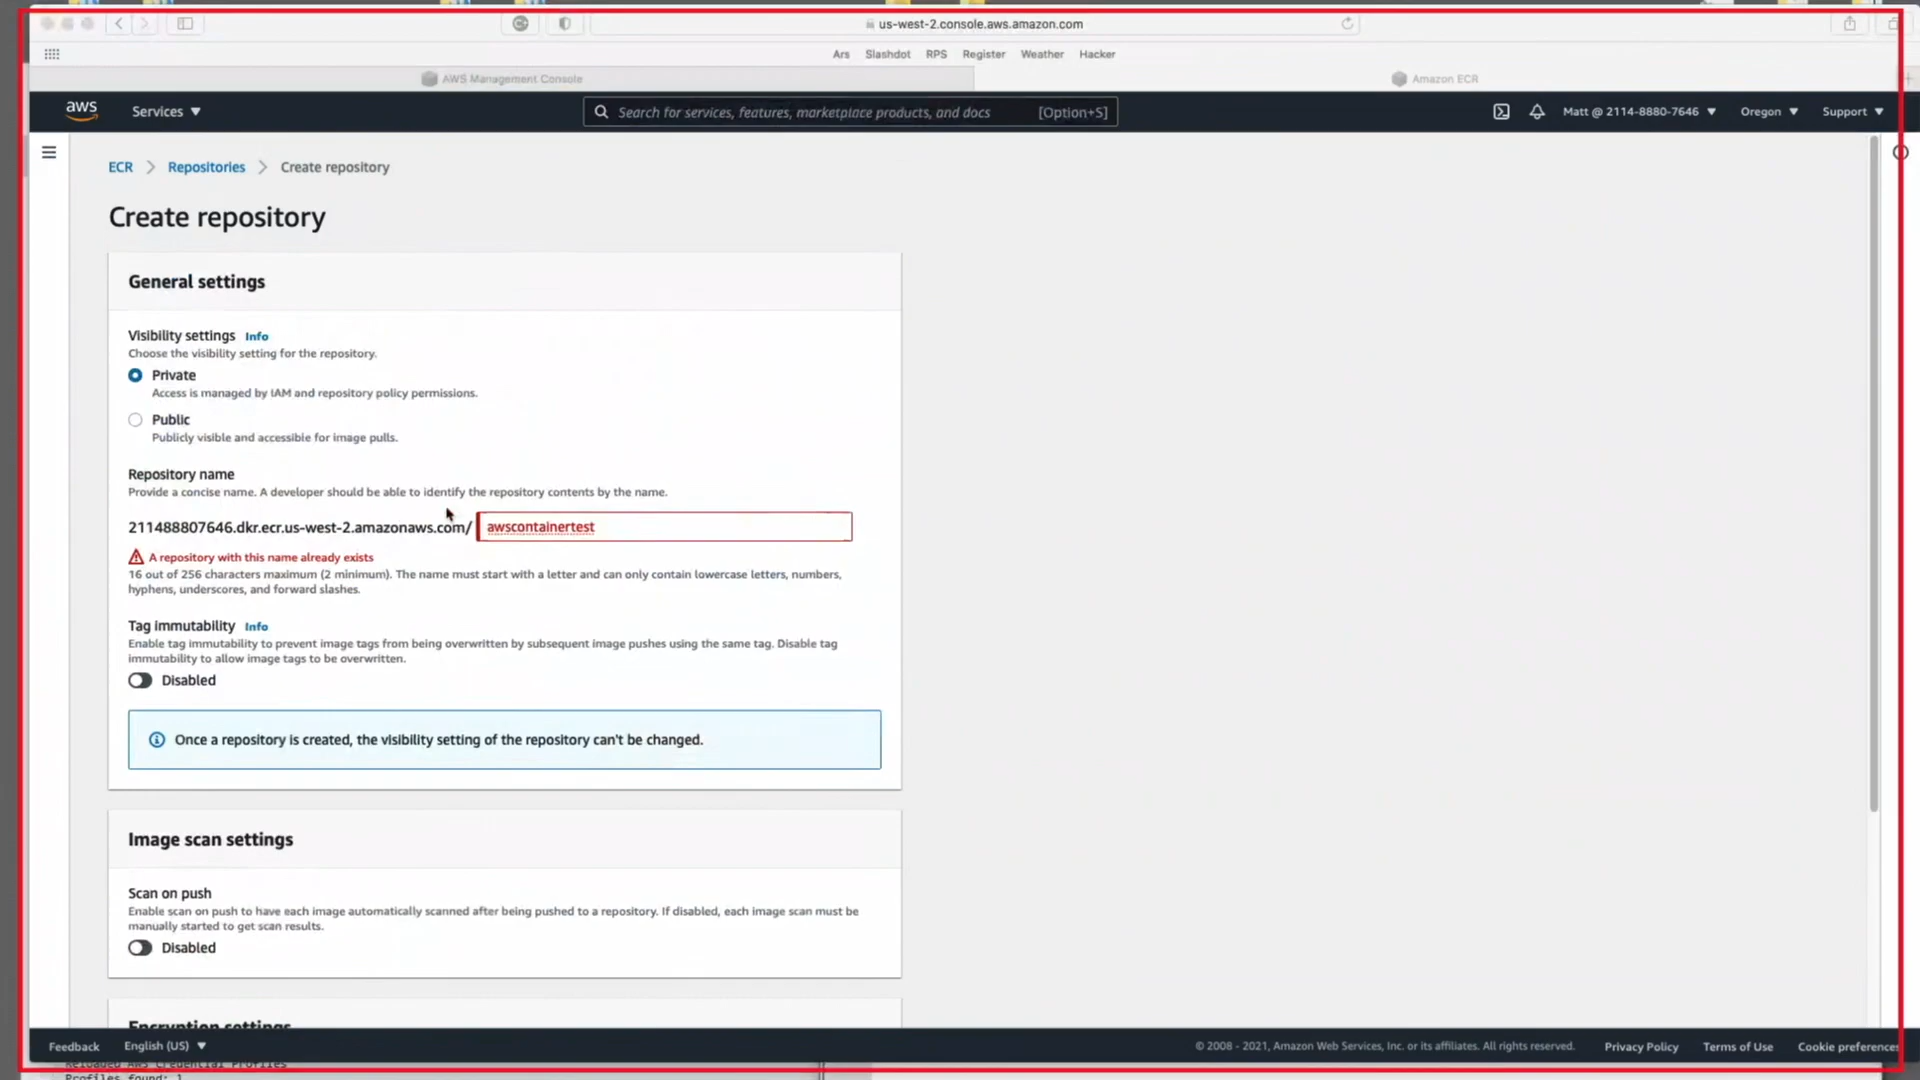 us-west-2.console.aws.amazon.com
Ars Slashdot RPS Register Weather Hacker
AWS Management Console
Amazon ECR
aws Services Search for services, features, marketplace products, and docs [Option+S] Matt @ 2114-8880-7646 Oregon Support
ECR > Repositories > Create repository
Create repository
General settings
Visibility settings Info
Choose the visibility setting for the repository.
Private
Access is managed by IAM and repository policy permissions.
Public
Publicly visible and accessible for image pulls.
Repository name
Provide a concise name. A developer should be able to identify the repository contents by the name.
211488807646.dkr.ecr.us-west-2.amazonaws.com/ awscontainertest
A repository with this name already exists
16 out of 256 characters maximum (2 minimum). The name must start with a letter and can only contain lowercase letters, numbers,
hyphens, underscores, and forward slashes.
Tag immutability Info
Enable tag immutability to prevent image tags from being overwritten by subsequent image pushes using the same tag. Disable tag
immutability to allow image tags to be overwritten.
Disabled
Once a repository is created, the visibility setting of the repository can't be changed.
Image scan settings
Scan on push
Enable scan on push to have each image automatically scanned after being pushed to a repository. If disabled, each image scan must be
manually started to get scan results.
Disabled
Encryption settings
Feedback English (US) © 2008 - 2021, Amazon Web Services, Inc. or its affiliates. All rights reserved. Privacy Policy Terms of Use Cookie preferences
Reloaded AWS Credential Profiles
Profiles found: 1